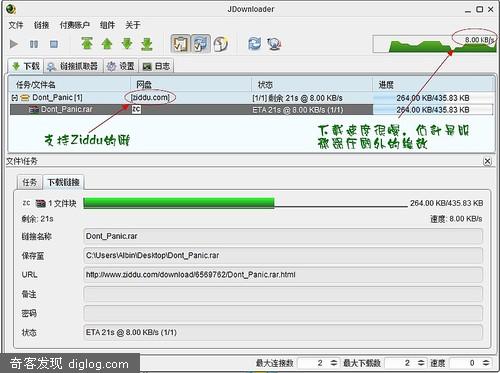 JDownloader
文件 链接 付费账户 组件 关于
8.00 KB/s
下载 链接抓取器 设置 日志
任务/文件名 网盘 状态 进度
Dont_Panic [1] [ziddu.com] [1/1] 剩余 21s @ 8.00 KB/s 264.00 KB/435.83 KB
Dont_Panic.rar ZC ETA 21s @ 8.00 KB/s 264.00 KB/435.83 KB
支持Ziddu的哦
下载速度很慢,估计是服
务器在国外的缘故
文件/任务
任务 下载链接
ZC 1 文件块 264.00 KB/435.83 KB
剩余: 21s 速度: 8.00 KB/s
链接名称 Dont_Panic.rar
保存至 C:\Users\Albin\Desktop\Dont_Panic.rar
URL http://www.ziddu.com/download/6569762/Dont_Panic.rar.html
备注
密码
状态 ETA 21s @ 8.00 KB/s (1/1)
奇客发现 diglog.com 最大连接数 2 最大下载数 2 速度 0